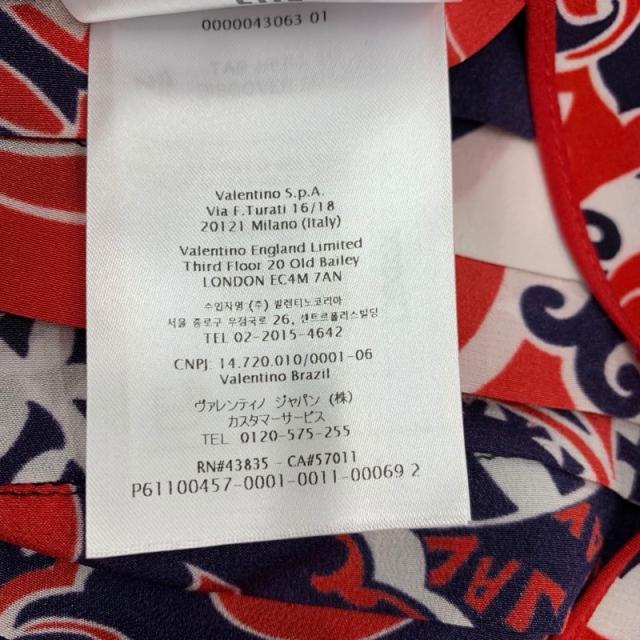 0000043063 01
Valentino S.p.A.
Via F.Turati 16/18
20121 Milano (Italy)
Valentino England Limited
Third Floor 20 Old Bailey
LONDON EC4M 7AN
수입자명:(주) 발렌티노코리아
서울 종로구 우정국로 26, 센트로폴리스빌딩
TEL 02-2015-4642
CNPJ: 14.720.010/0001-06
Valentino Brazil
ヴァレンティノ ジャパン (株)
カスタマーサービス
TEL 0120-575-255
RN#43835 - CA#57011
P61100457-0001-0011-00069 2